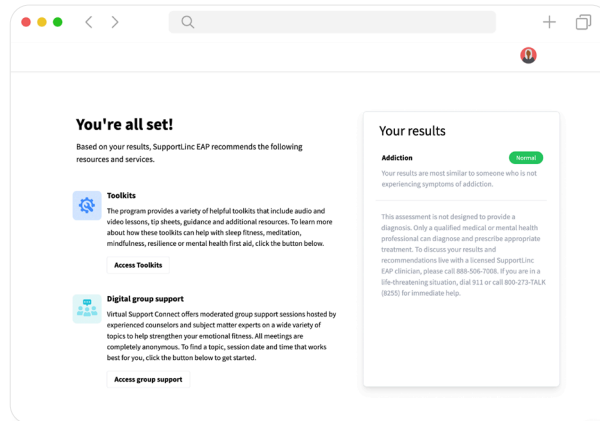 You're all set!
Based on your results, SupportLinc EAP recommends the following
resources and services.
Toolkits
The program provides a variety of helpful toolkits that include audio and
video lessons, tip sheets, guidance and additional resources. To learn more
about how these toolkits can help with sleep fitness, meditation,
mindfulness, resilience or mental health first aid, click the button below.
Access Toolkits
Digital group support
Virtual Support Connect offers moderated group support sessions hosted by
experienced counselors and subject matter experts on a wide variety of
topics to help strengthen your emotional fitness. All meetings are
completely anonymous. To find a topic, session date and time that works
best for you, click the button below to get started.
Access group support
Your results
Addiction
Normal
Your results are most similar to someone who is not
experiencing symptoms of addiction.
This assessment is not designed to provide a
diagnosis. Only a qualified medical or mental health
professional can diagnose and prescribe appropriate
treatment. To discuss your results and
recommendations live with a licensed SupportLinc
EAP clinician, please call 888-506-7008. If you are in a
life-threatening situation, dial 911 or call 800-273-TALK
(8255) for immediate help.